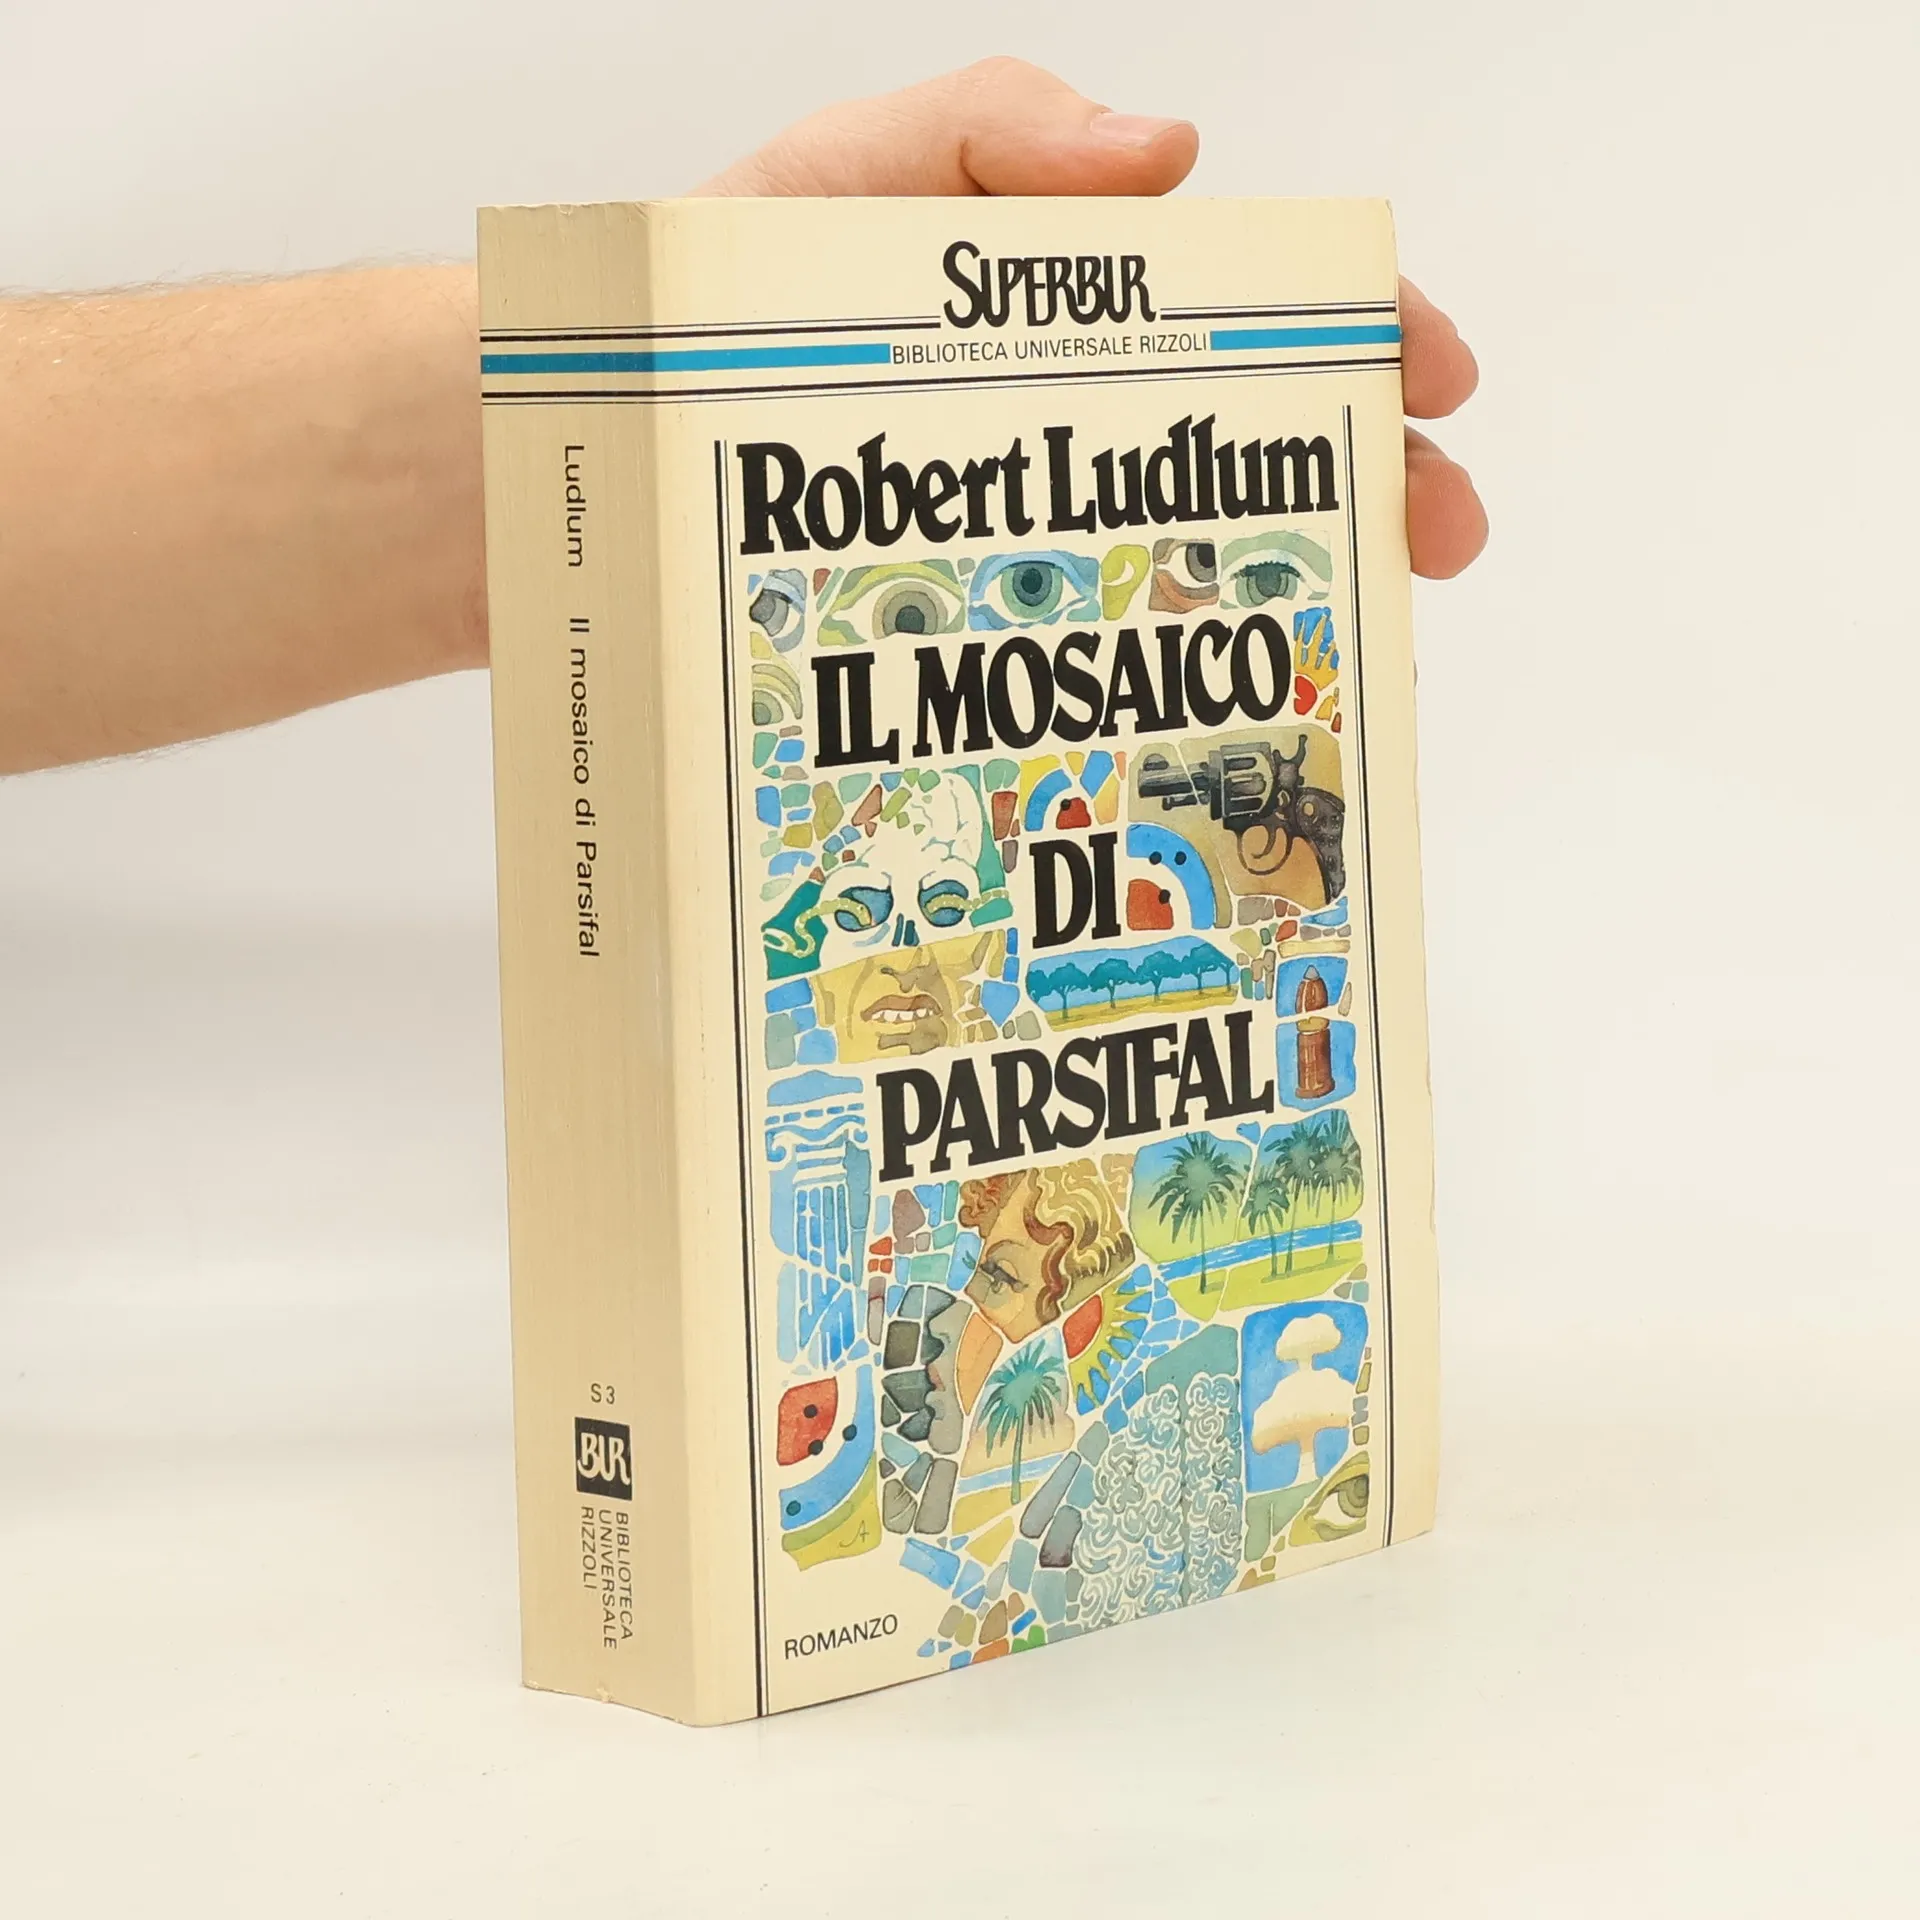 SUPERBUR
BIBLIOTECA UNIVERSALE RIZZOLI
Robert Ludlum
IL MOSAICO
DI
PARSIFAL
ROMANZO
Ludlum Il mosaico di Parsifal
S 3
BUR
BIBLIOTECA
UNIVERSALE
RIZZOLI